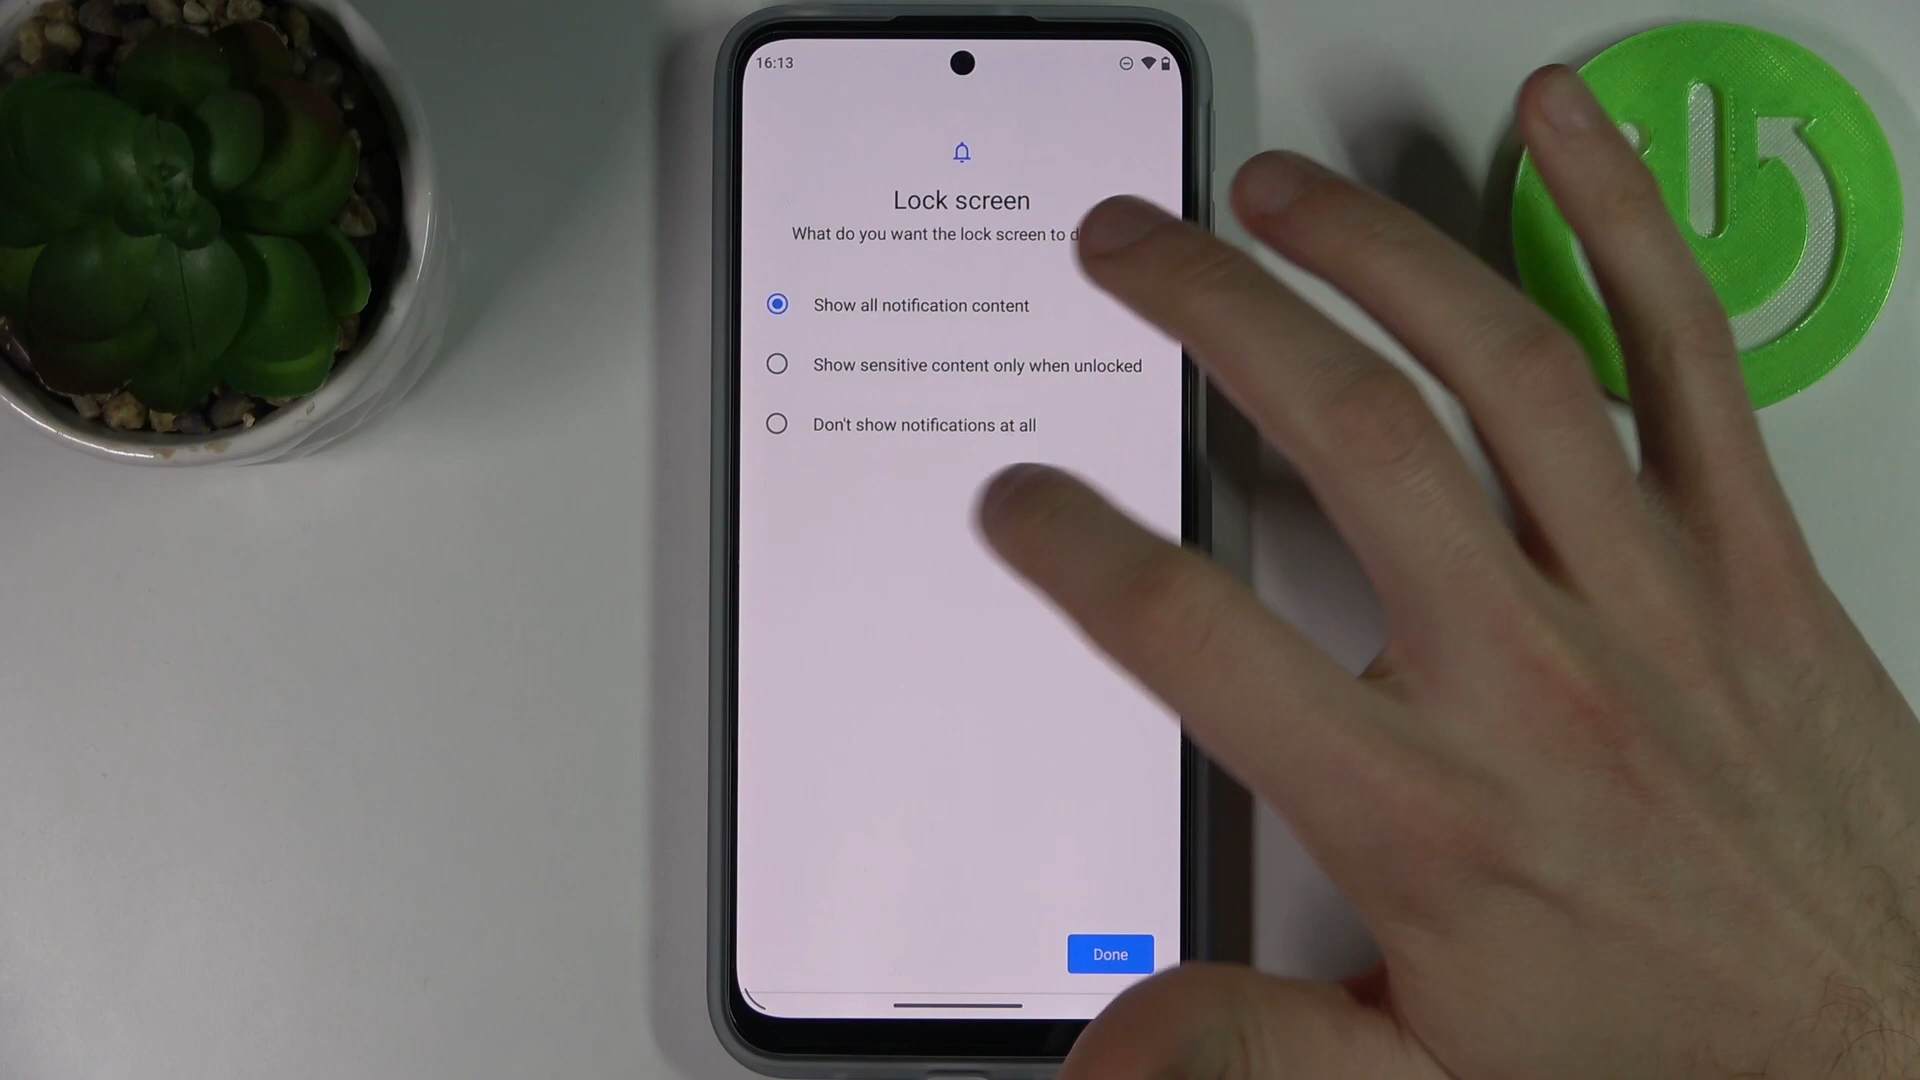 16:13
Lock screen
What do you want the lock screen to
Show all notification content
Show sensitive content only when unlocked
Don't show notifications at all
Done